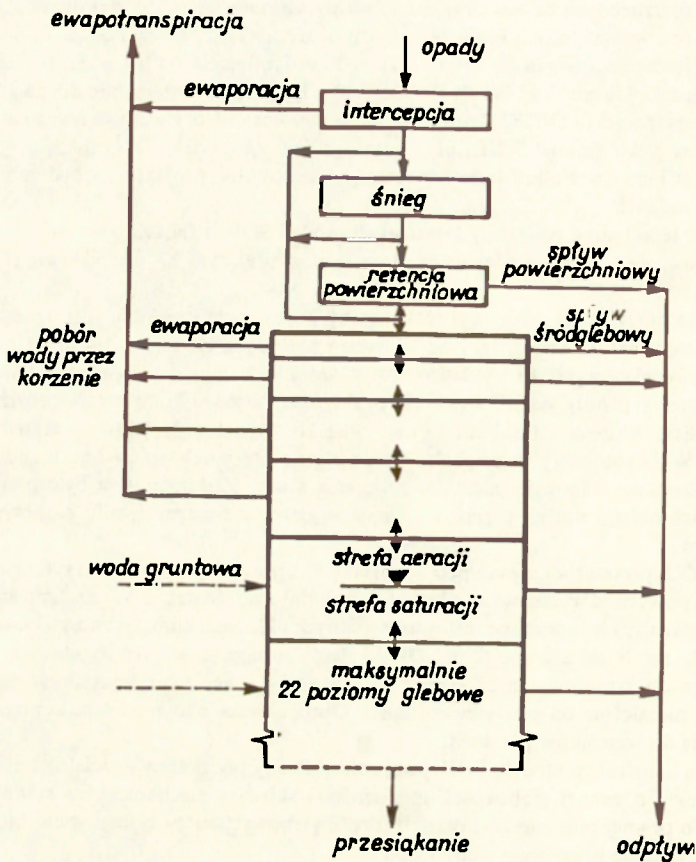 ewapotranspiracja
opady
ewaporacja
intercepcja
śnieg
retencja
powierzchniowa
spływ
powierzchniowy
ewaporacja
spływ
śródglebowy
pobór
wody przez
korzenie
woda gruntowa
strefa aeracji
strefa saturacji
maksymalnie
22 poziomy glebowe
przesiąkanie
odpływ